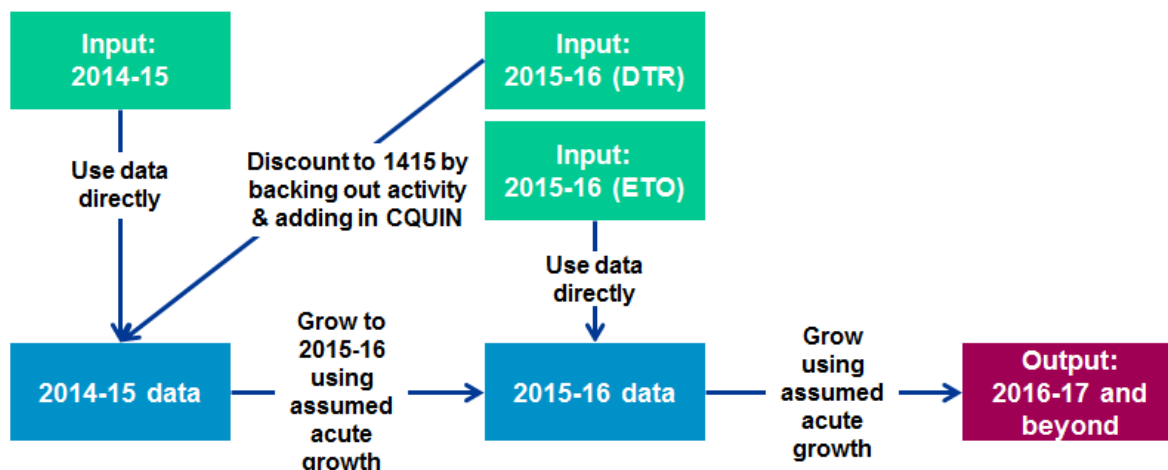 Input:
2014-15
Input:
2015-16 (DTR)
Use data
directly
Discount to 1415 by
backing out activity
& adding in CQUIN
Input:
2015-16 (ETO)
Use data
directly
2014-15 data
Grow to
2015-16
using
assumed
acute
growth
2015-16 data
Grow
using
assumed
acute
growth
Output:
2016-17 and
beyond